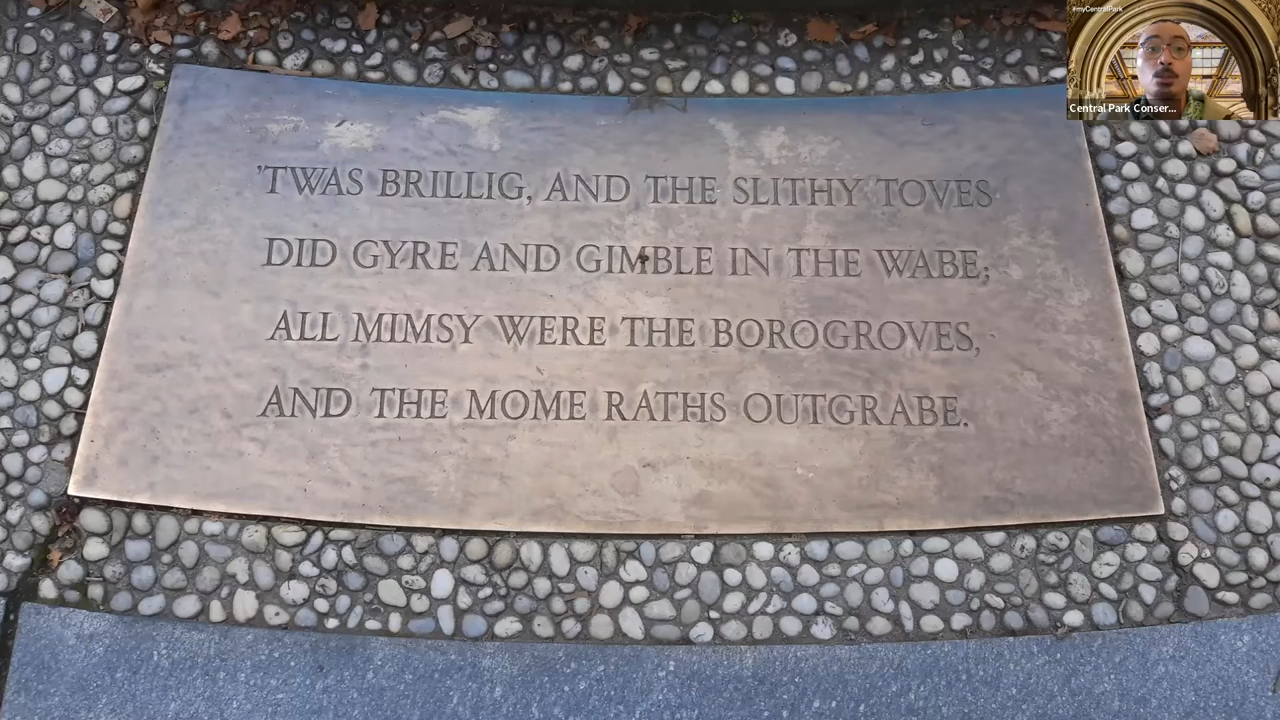 #myCentralPark
Central Park Conser...
'TWAS BRILLIG, AND THE SLITHY TOVES
DID GYRE AND GIMBLE IN THE WABE;
ALL MIMSY WERE THE BOROGROVES,
AND THE MOME RATHS OUTGRABE.